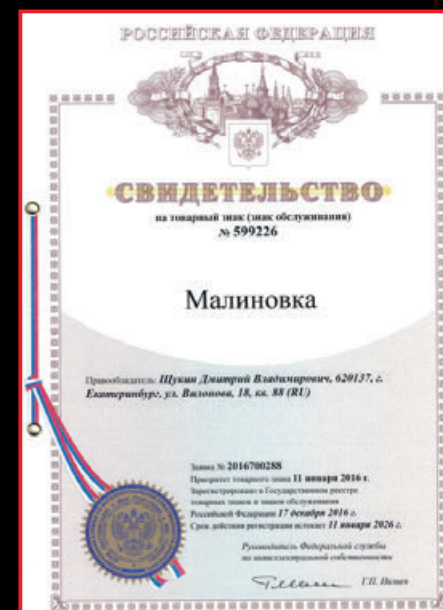 РОССИЙСКАЯ ФЕДЕРАЦИЯ
СВИДЕТЕЛЬСТВО
на товарный знак (знак обслуживания)
№ 599226
Малиновка
Правообладатель: Щукин Дмитрий Владимирович, 620137, г.
Екатеринбург, ул. Вилонова, 18, кв. 88 (RU)
Заявка № 2016700288
Приоритет товарного знака 11 января 2016 г.
Зарегистрировано в Государственном реестре
товарных знаков и знаков обслуживания
Российской Федерации 17 декабря 2016 г.
Срок действия регистрации истекает 11 января 2026 г.
Руководитель Федеральной службы
по интеллектуальной собственности
Г.П. Ивлиев